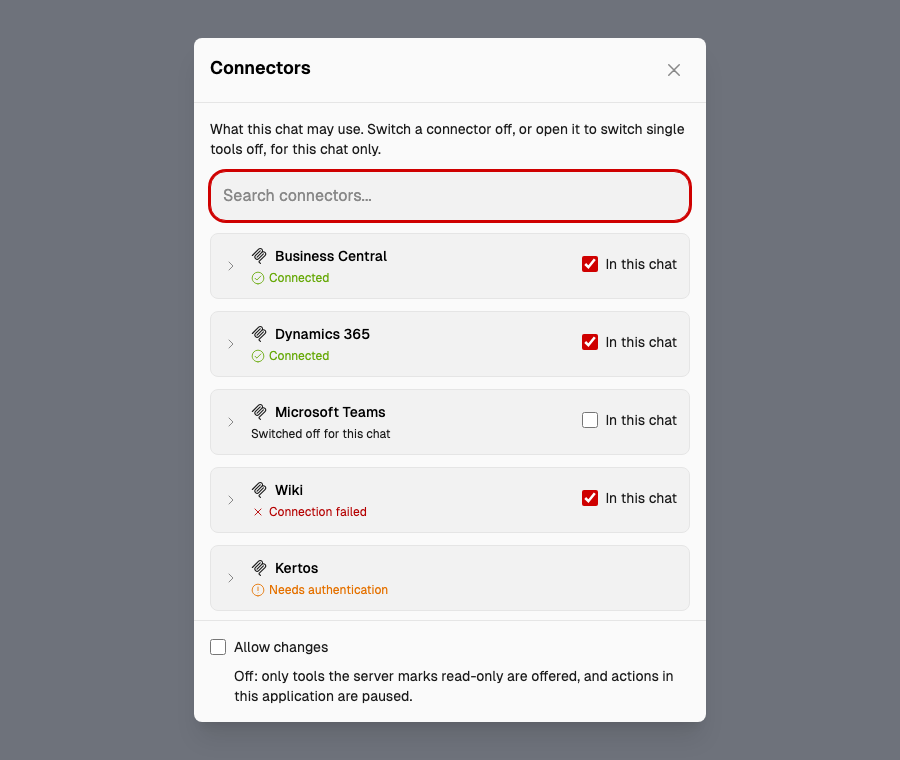 Connectors
What this chat may use. Switch a connector off, or open it to switch single
tools off, for this chat only.
Search connectors...
Business Central
In this chat
Connected
Dynamics 365
In this chat
Connected
Microsoft Teams
In this chat
Switched off for this chat
Wiki
In this chat
Connection failed
Kertos
Needs authentication
Allow changes
Off: only tools the server marks read-only are offered, and actions in
this application are paused.